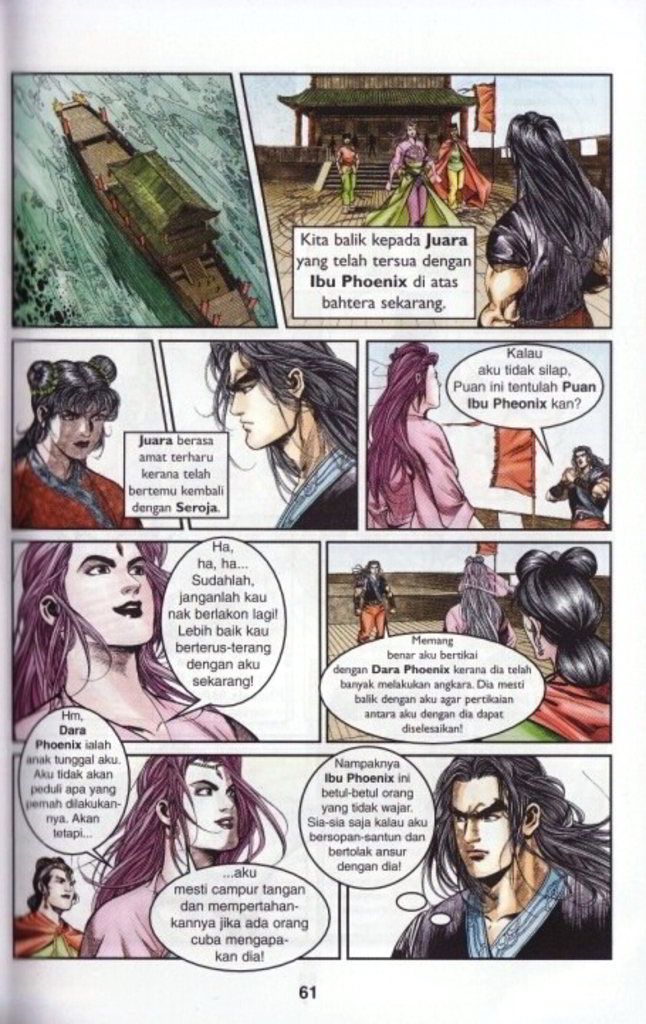 Kita balik kepada Juara
yang telah tersua dengan
Ibu Phoenix di atas
bahtera sekarang.
Juara berasa
amat terharu
kerana telah
bertemu kembali
dengan Seroja.
Kalau
aku tidak silap,
Puan ini tentulah Puan
Ibu Pheonix kan?
Ha,
ha, ha...
Sudahlah,
janganlah kau
nak berlakon lagi!
Lebih baik kau
berterus-terang
dengan aku
sekarang!
Memang
benar aku bertikai
dengan Dara Phoenix kerana dia telah
banyak melakukan angkara. Dia mesti
balik dengan aku agar pertikaian
antara aku dengan dia dapat
diselesaikan!
Hm,
Dara
Phoenix ialah
anak tunggal aku.
Aku tidak akan
peduli apa yang
pernah dilakukan-
nya. Akan
tetapi...
...aku
mesti campur tangan
dan mempertahan-
kannya jika ada orang
cuba mengapa-
kan dia!
Nampaknya
Ibu Phoenix ini
betul-betul orang
yang tidak wajar.
Sia-sia saja kalau aku
bersopan-santun dan
bertolak ansur
dengan dia!
61